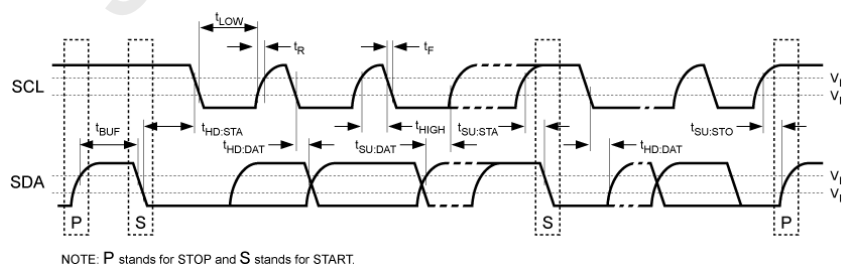 tLOW
tR
tF
SCL
tBUF
tHD:STA
tHD:DAT
tSU:DAT
tHIGH
tSU:STA
tHD:DAT
tSU:STO
SDA
P
S
S
P
NOTE: P stands for STOP and S stands for START.